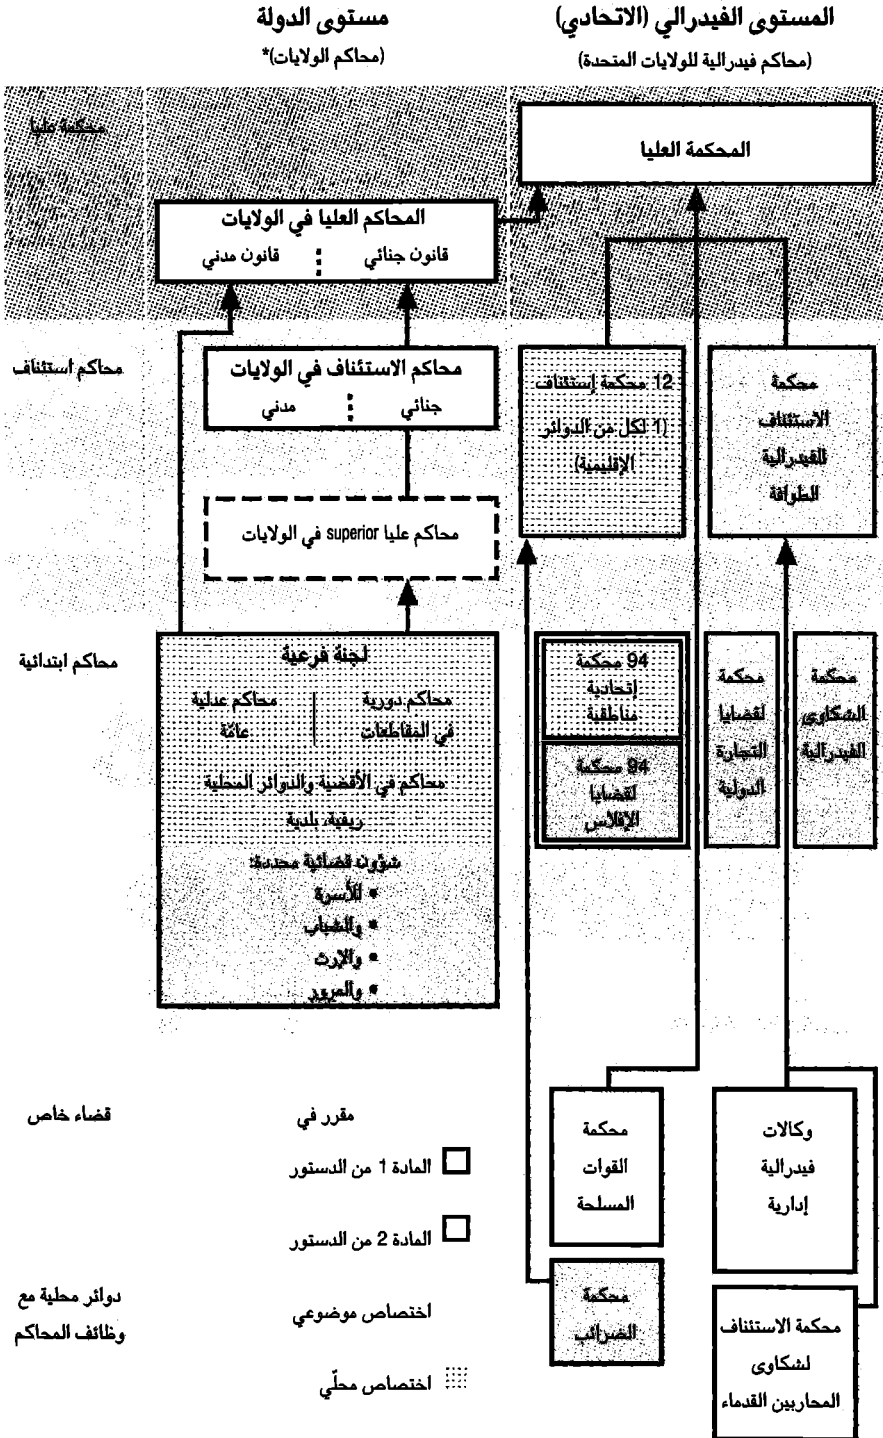 المستوى الفيدرالي (الاتحادي)
(محاكم فيدرالية للولايات المتحدة)
مستوى الدولة
(محاكم الولايات)*
محكمة عليا
المحكمة العليا
المحاكم العليا في الولايات
قانون جنائي
قانون مدني
محاكم استئناف
محكمة
الاستئناف
الفيدرالية
الطوافة
12 محكمة إستئناف
(1 لكل من الدوائر
الإقليمية)
محاكم الاستئناف في الولايات
جنائي
مدني
محاكم عليا superior في الولايات
محاكم ابتدائية
محكمة
الشكاوى
الفيدرالية
محكمة
لقضايا
التجارة
الدولية
94 محكمة
إتحادية
مناطقية
94 محكمة
لقضايا
الإفلاس
لجنة فرعية
محاكم دورية
في المقاطعات
محاكم عدلية
عامّة
محاكم في الأقضية والدوائر المحلية
ريفية، بلدية
شؤون قضائية محددة:
• للأسرة
• والشباب
• والإرث
• والمرور
قضاء خاص
وكالات
فيدرالية
إدارية
محكمة
القوات
المسلحة
مقرر في
المادة 1 من الدستور
المادة 2 من الدستور
دوائر محلية مع
وظائف المحاكم
محكمة
الضرائب
محكمة الاستئناف
لشكاوى
المحاربين القدماء
اختصاص موضوعي
اختصاص محلّي